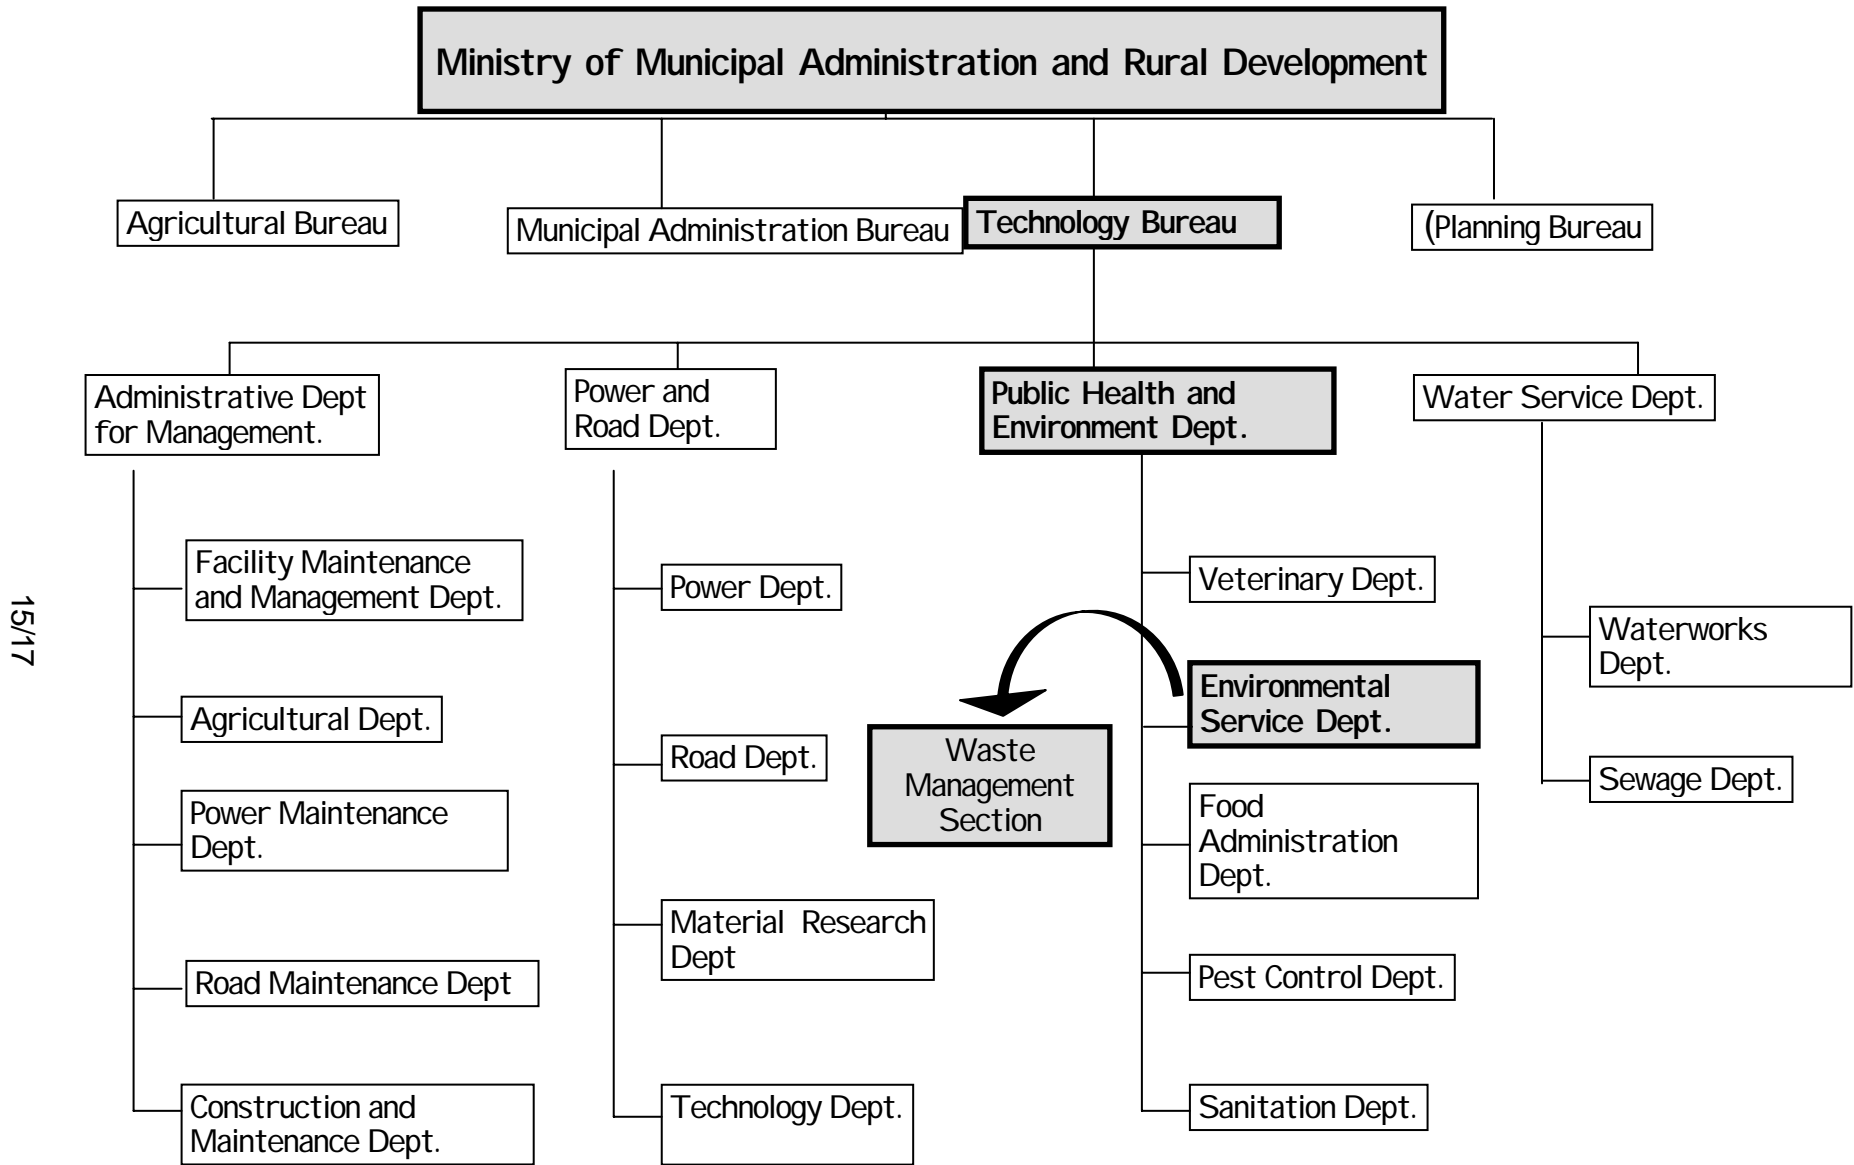 Ministry of Municipal Administration and Rural Development
Agricultural Bureau
Municipal Administration Bureau
Technology Bureau
(Planning Bureau
Administrative Dept
for Management.
Power and
Road Dept.
Public Health and
Environment Dept.
Water Service Dept.
Facility Maintenance
and Management Dept.
Agricultural Dept.
Power Maintenance
Dept.
Road Maintenance Dept
Construction and
Maintenance Dept.
Power Dept.
Road Dept.
Material Research
Dept
Technology Dept.
Veterinary Dept.
Environmental
Service Dept.
Waste
Management
Section
Food
Administration
Dept.
Pest Control Dept.
Sanitation Dept.
Waterworks
Dept.
Sewage Dept.
15/17